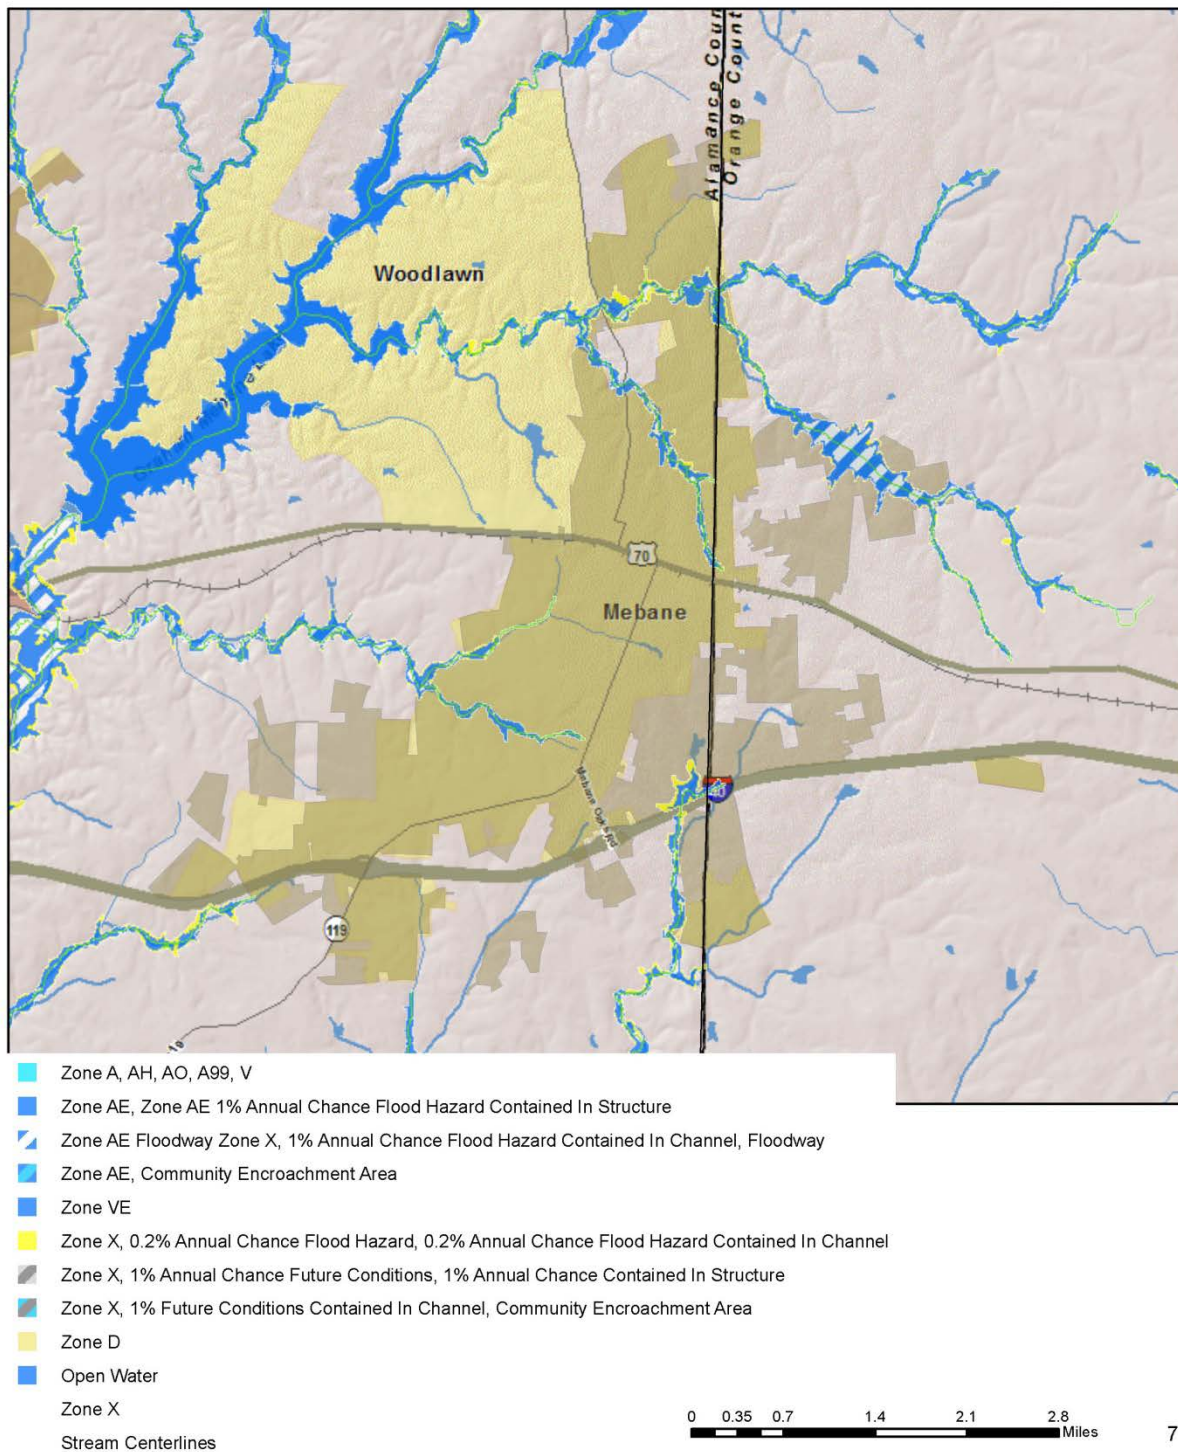 Alamance Coun
Orange Count
Woodlawn
70
Mebane
40
Mebane Oaks Rd
119
Zone A, AH, AO, A99, V
Zone AE, Zone AE 1% Annual Chance Flood Hazard Contained In Structure
Zone AE Floodway Zone X, 1% Annual Chance Flood Hazard Contained In Channel, Floodway
Zone AE, Community Encroachment Area
Zone VE
Zone X, 0.2% Annual Chance Flood Hazard, 0.2% Annual Chance Flood Hazard Contained In Channel
Zone X, 1% Annual Chance Future Conditions, 1% Annual Chance Contained In Structure
Zone X, 1% Future Conditions Contained In Channel, Community Encroachment Area
Zone D
Open Water
Zone X
Stream Centerlines
0 0.35 0.7 1.4 2.1 2.8
Miles
7